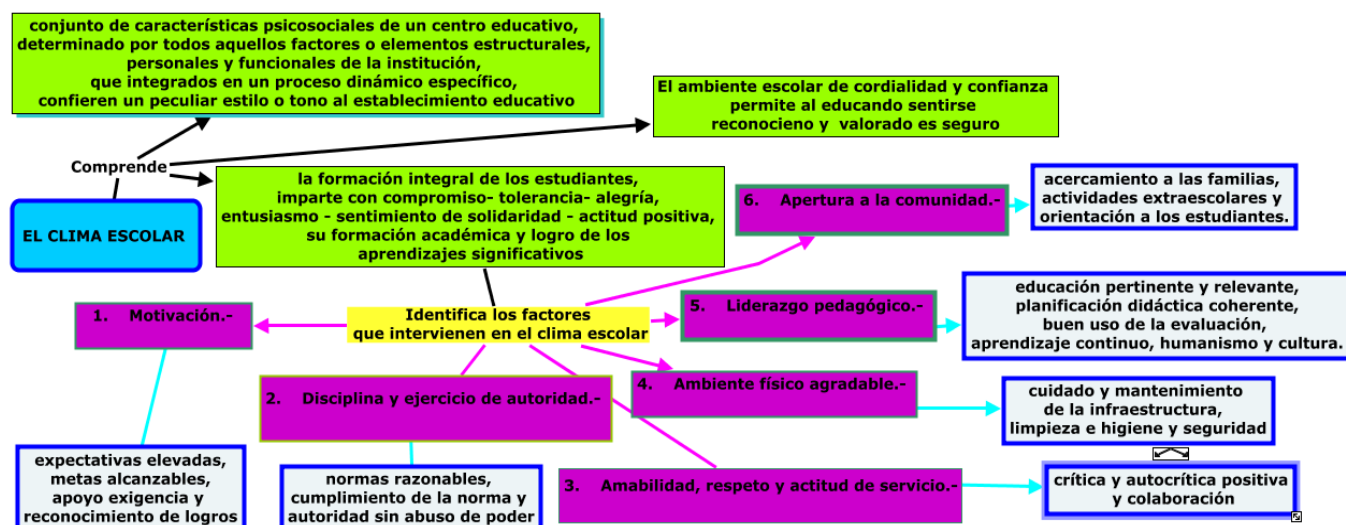 conjunto de características psicosociales de un centro educativo,
determinado por todos aquellos factores o elementos estructurales,
personales y funcionales de la institución,
que integrados en un proceso dinámico específico,
confieren un peculiar estilo o tono al establecimiento educativo
El ambiente escolar de cordialidad y confianza
permite al educando sentirse
reconocieno y valorado es seguro
Comprende
EL CLIMA ESCOLAR
la formación integral de los estudiantes,
imparte con compromiso- tolerancia- alegría,
entusiasmo - sentimiento de solidaridad - actitud positiva,
su formación académica y logro de los
aprendizajes significativos
6. Apertura a la comunidad.-
acercamiento a las familias,
actividades extraescolares y
orientación a los estudiantes.
1. Motivación.-
Identifica los factores
que intervienen en el clima escolar
5. Liderazgo pedagógico.-
educación pertinente y relevante,
planificación didáctica coherente,
buen uso de la evaluación,
aprendizaje continuo, humanismo y cultura.
2. Disciplina y ejercicio de autoridad.-
4. Ambiente físico agradable.-
cuidado y mantenimiento
de la infraestructura,
limpieza e higiene y seguridad
expectativas elevadas,
metas alcanzables,
apoyo exigencia y
reconocimiento de logros
normas razonables,
cumplimiento de la norma y
autoridad sin abuso de poder
3. Amabilidad, respeto y actitud de servicio.-
crítica y autocrítica positiva
y colaboración